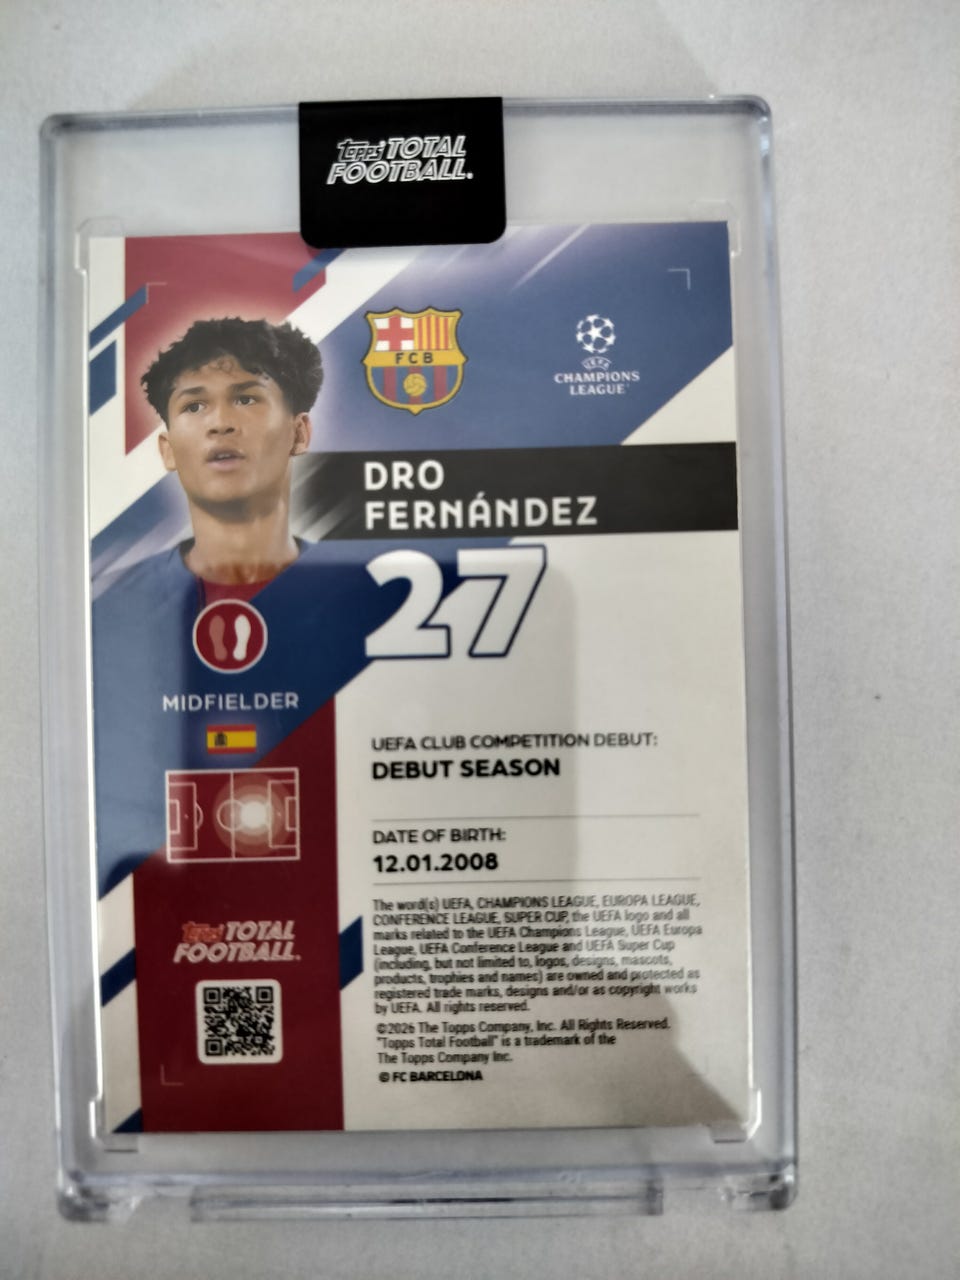 topps TOTAL
FOOTBALL.
FCB
UEFA
CHAMPIONS
LEAGUE
DRO
FERNÁNDEZ
27
MIDFIELDER
UEFA CLUB COMPETITION DEBUT:
DEBUT SEASON
DATE OF BIRTH:
12.01.2008
The word(s) UEFA, CHAMPIONS LEAGUE, EUROPA LEAGUE,
CONFERENCE LEAGUE, SUPER CUP, the UEFA logo and all
marks related to the UEFA Champions League, UEFA Europa
League, UEFA Conference League and UEFA Super Cup
(including, but not limited to, logos, designs, mascots,
products, trophies and names) are owned and protected as
registered trade marks, designs and/or as copyright works
by UEFA. All rights reserved.
©2026 The Topps Company, Inc. All Rights Reserved.
"Topps Total Football" is a trademark of the
The Topps Company Inc.
© FC BARCELONA
topps TOTAL
FOOTBALL.